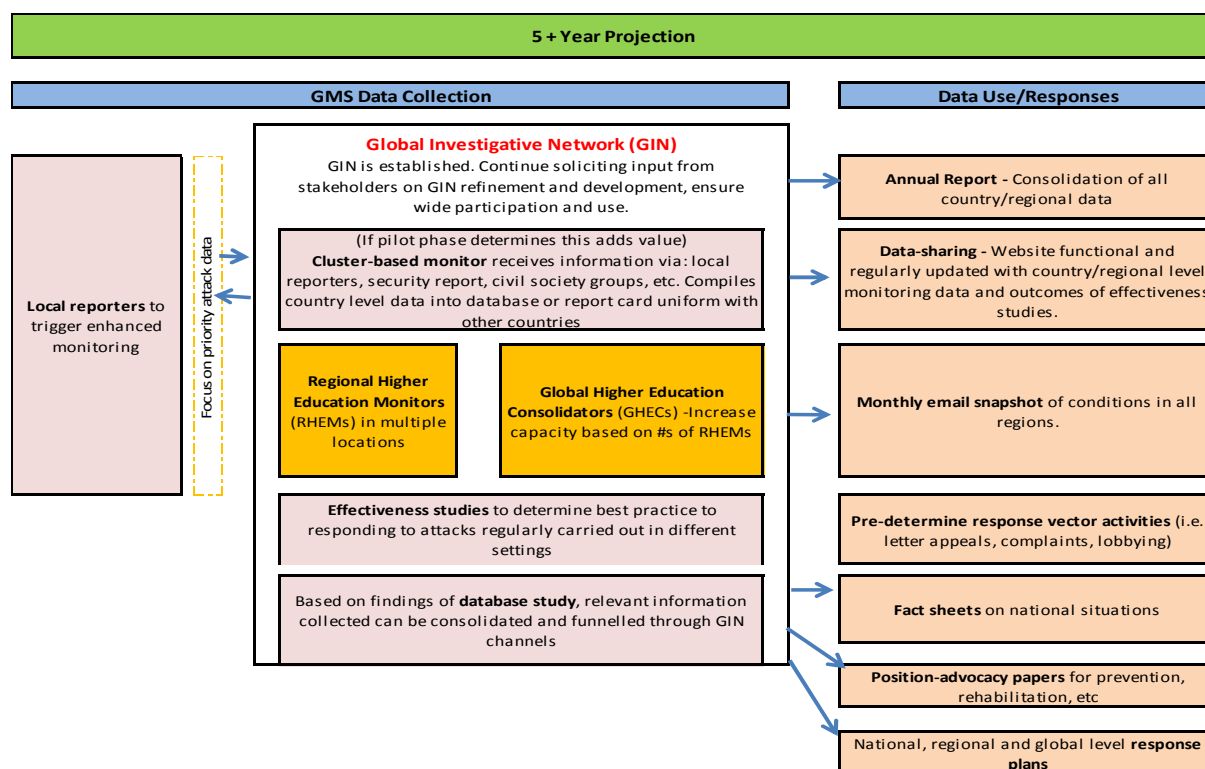 5 + Year Projection
GMS Data Collection
Data Use/Responses
Local reporters to
trigger enhanced
monitoring
Focus on priority attack data
Global Investigative Network (GIN)
GIN is established. Continue soliciting input from
stakeholders on GIN refinement and development, ensure
wide participation and use.
(If pilot phase determines this adds value)
Cluster-based monitor receives information via: local
reporters, security report, civil society groups, etc. Compiles
country level data into database or report card uniform with
other countries
Regional Higher
Education Monitors
(RHEMs) in multiple
locations
Global Higher Education
Consolidators (GHECs) -Increase
capacity based on #s of RHEMs
Effectiveness studies to determine best practice to
responding to attacks regularly carried out in different
settings
Based on findings of database study, relevant information
collected can be consolidated and funnelled through GIN
channels
Annual Report - Consolidation of all
country/regional data
Data-sharing - Website functional and
regularly updated with country/regional level
monitoring data and outcomes of effectiveness
studies.
Monthly email snapshot of conditions in all
regions.
Pre-determine response vector activities (i.e.
letter appeals, complaints, lobbying)
Fact sheets on national situations
Position-advocacy papers for prevention,
rehabilitation, etc
National, regional and global level response
plans